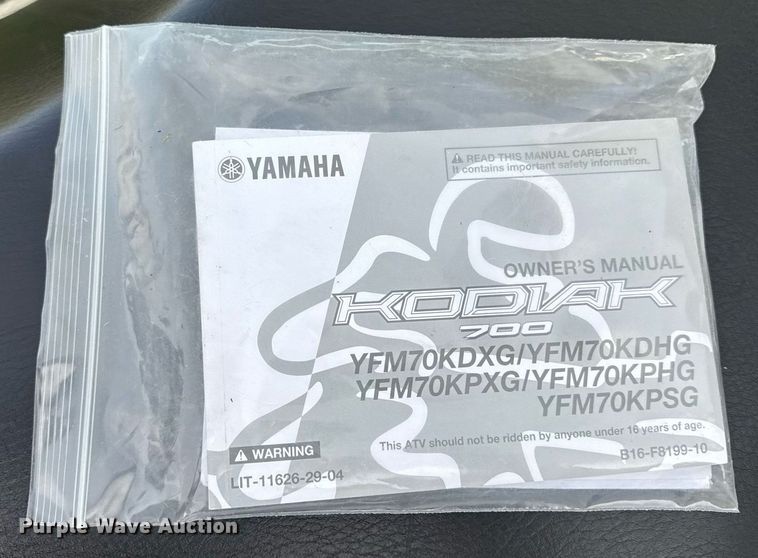 YAMAHA
⚠ READ THIS MANUAL CAREFULLY!
It contains important safety information.
OWNER'S MANUAL
KODIAK
700
YFM70KDXG/YFM70KDHG
YFM70KPXG/YFM70KPHG
YFM70KPSG
This ATV should not be ridden by anyone under 16 years of age.
⚠ WARNING
LIT-11626-29-04
B16-F8199-10
Purple Wave Auction